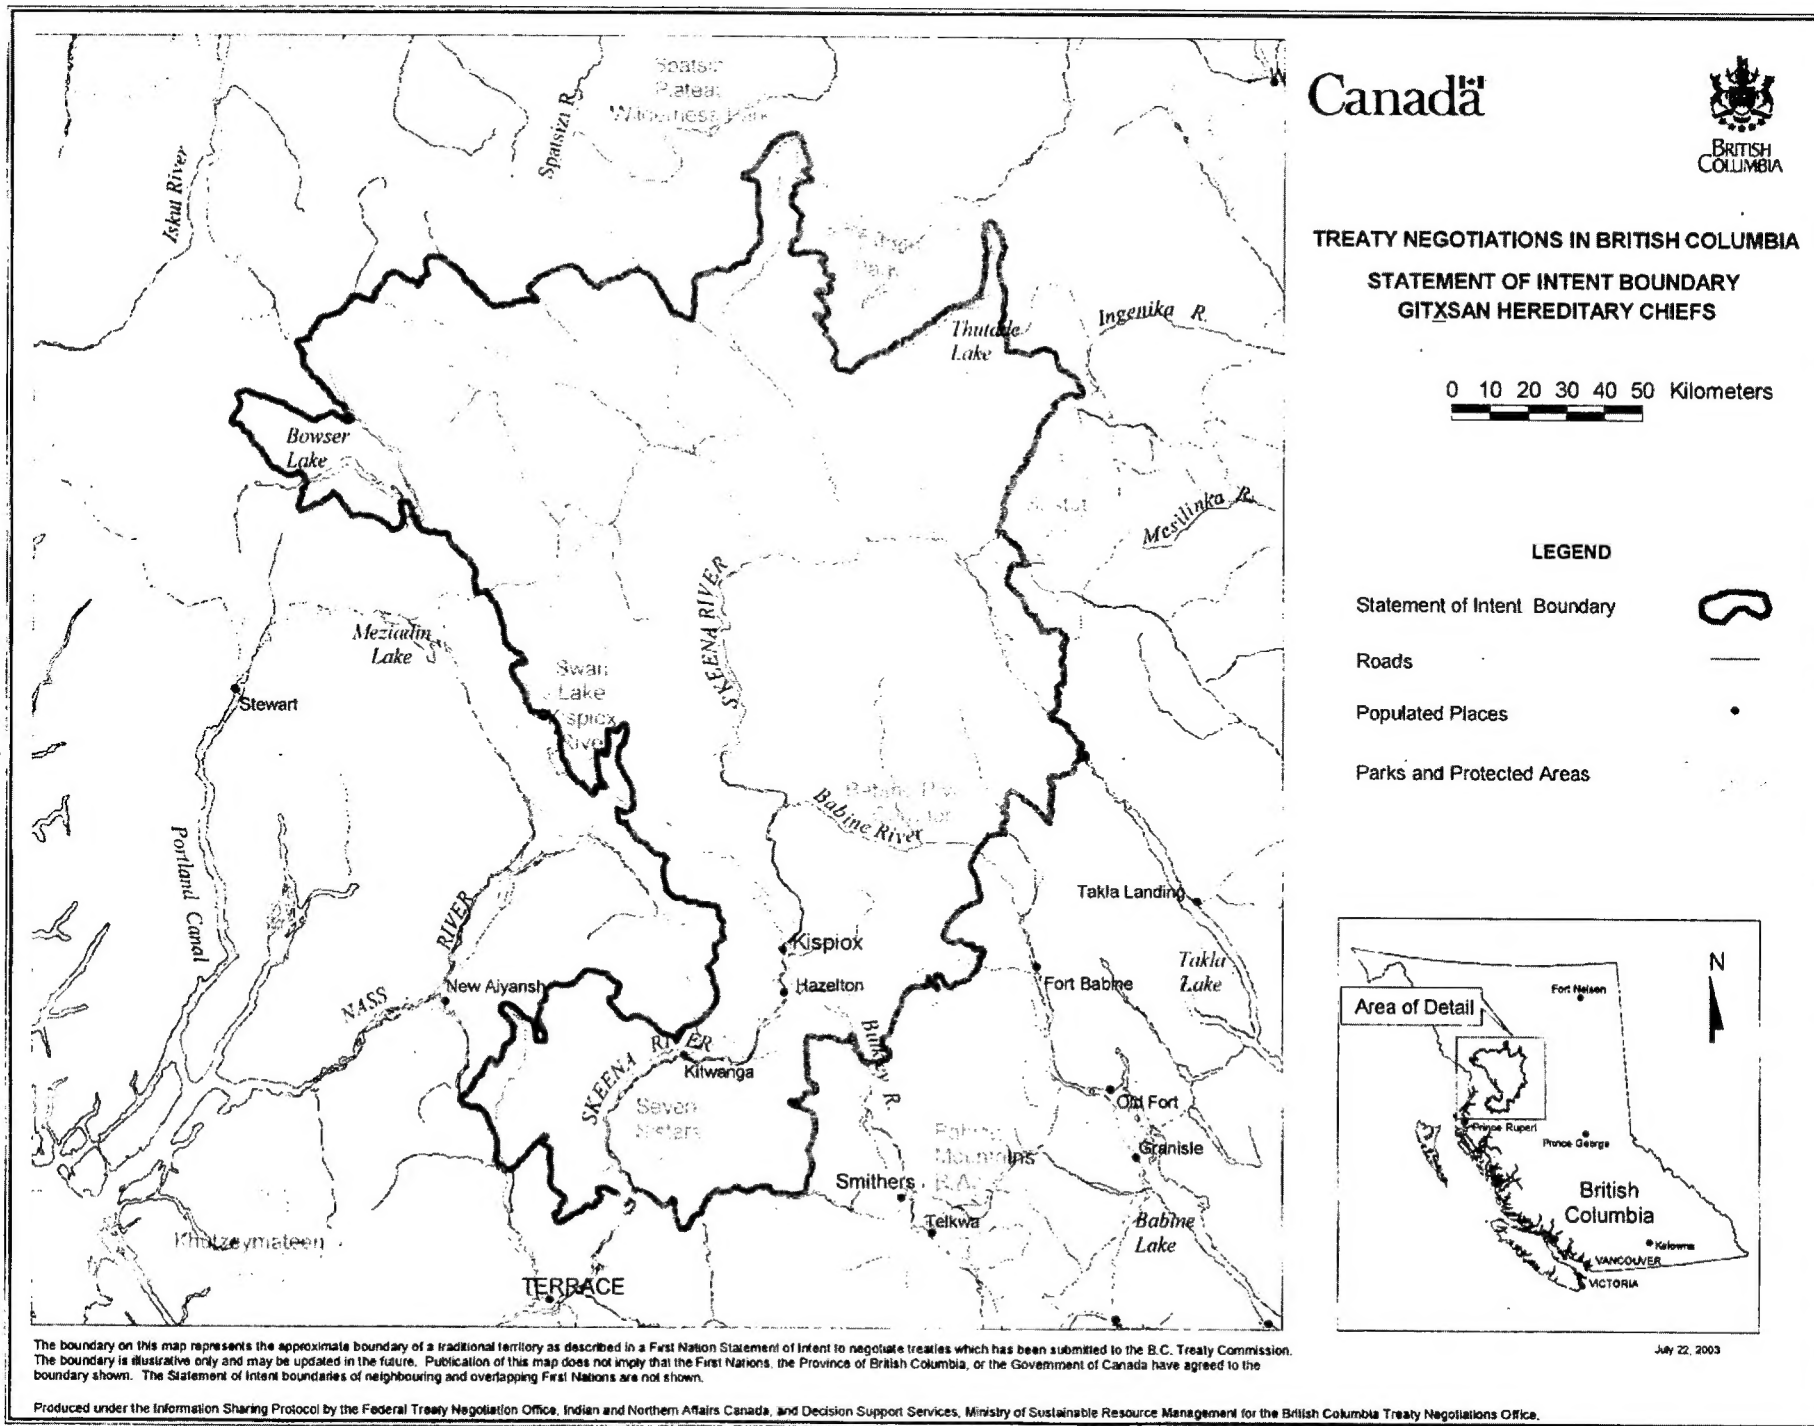 Canada
BRITISH
COLUMBIA
TREATY NEGOTIATIONS IN BRITISH COLUMBIA
STATEMENT OF INTENT BOUNDARY
GITXSAN HEREDITARY CHIEFS
0 10 20 30 40 50 Kilometers
LEGEND
Statement of Intent Boundary
Roads
Populated Places
Parks and Protected Areas
Plateau
Wilderness Park
Spatsizi R.
Iskut River
Park
Thutade
Lake
Ingenika R.
Bowser
Lake
Mesilinka R.
SKEENA RIVER
Meziadin
Lake
Swan
Lake
Kispiox
River
Stewart
Babine River
Portland Canal
Takla Landing
Kispiox
Takla
Lake
Hazelton
Fort Babine
New Aiyansh
NASS
RIVER
SKEENA
RIVER
Kitwanga
Bulkley R.
Seven
Sisters
Old Fort
Granisle
Mountains
Smithers
Telkwa
Babine
Lake
Khutzeymateen
TERRACE
N
Area of Detail
Fort Nelson
Prince Rupert
Prince George
British
Columbia
Kelowna
VANCOUVER
VICTORIA
July 22, 2003
The boundary on this map represents the approximate boundary of a traditional territory as described in a First Nation Statement of Intent to negotiate treaties which has been submitted to the B.C. Treaty Commission.
The boundary is illustrative only and may be updated in the future. Publication of this map does not imply that the First Nations, the Province of British Columbia, or the Government of Canada have agreed to the
boundary shown. The Statement of Intent boundaries of neighbouring and overlapping First Nations are not shown.
Produced under the Information Sharing Protocol by the Federal Treaty Negotiation Office, Indian and Northern Affairs Canada, and Decision Support Services, Ministry of Sustainable Resource Management for the British Columbia Treaty Negotiations Office.